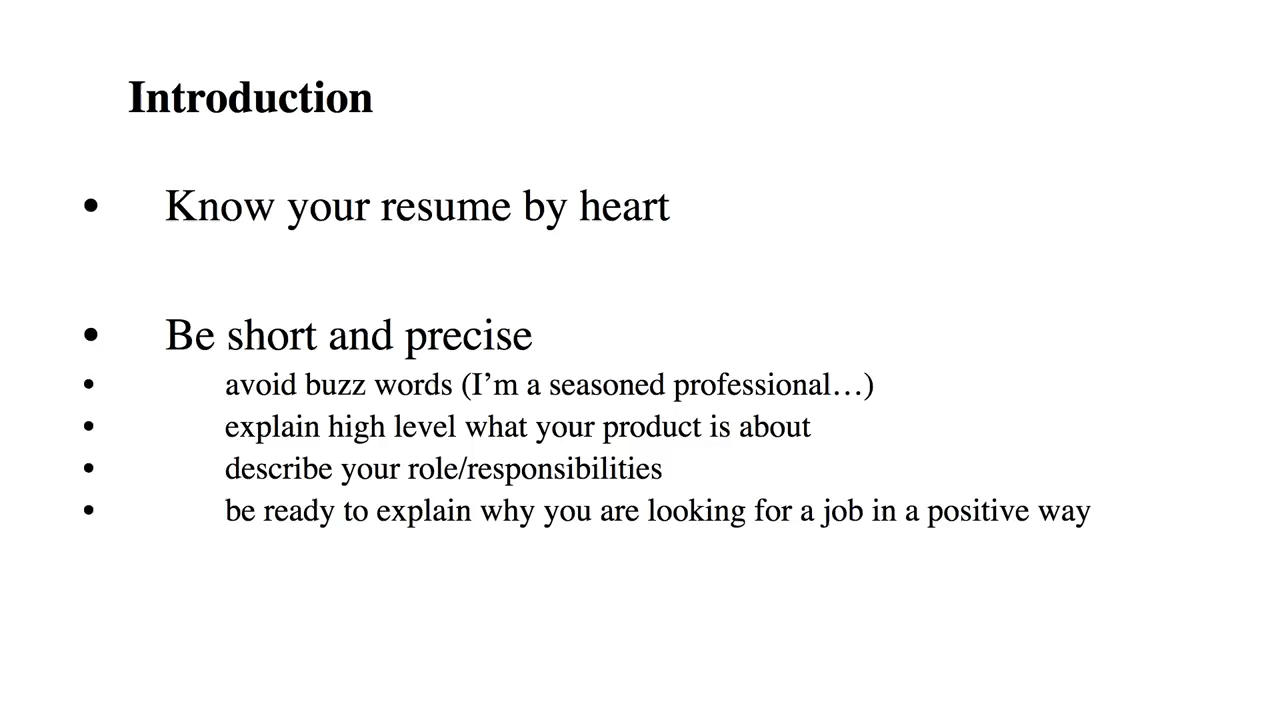 Introduction
• Know your resume by heart
• Be short and precise
• avoid buzz words (I’m a seasoned professional…)
• explain high level what your product is about
• describe your role/responsibilities
• be ready to explain why you are looking for a job in a positive way